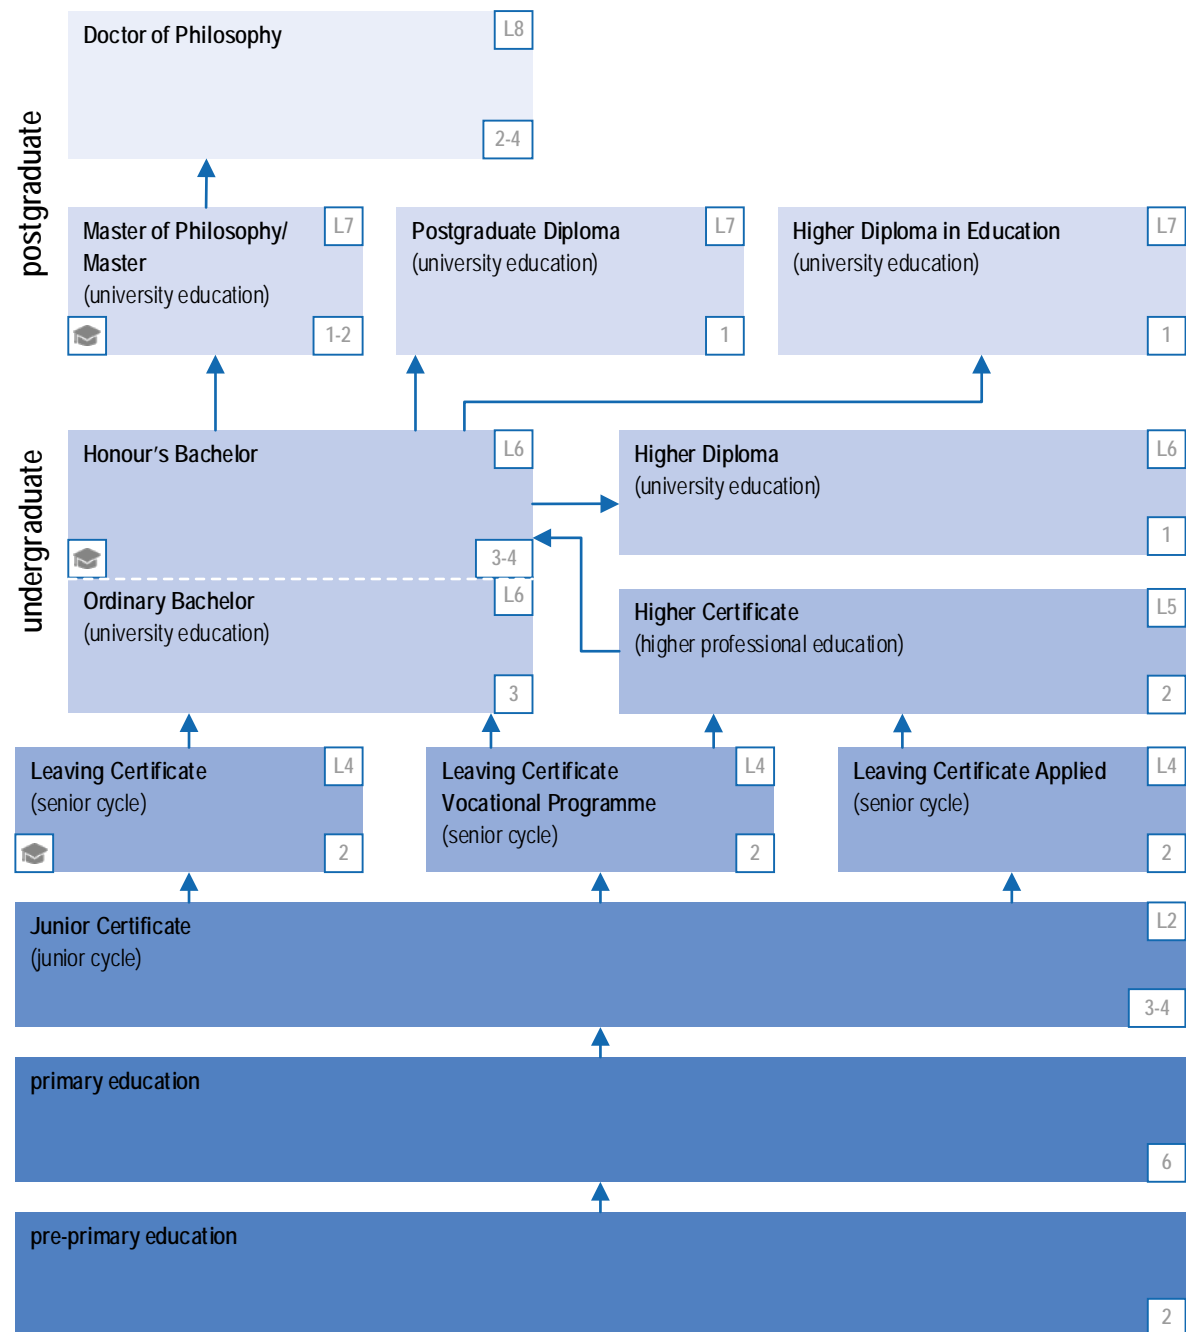 postgraduate
Doctor of Philosophy
L8
2-4
Master of Philosophy/
Master
(university education)
L7
1-2
Postgraduate Diploma
(university education)
L7
1
Higher Diploma in Education
(university education)
L7
1
undergraduate
Honour's Bachelor
L6
3-4
Higher Diploma
(university education)
L6
1
Ordinary Bachelor
(university education)
L6
3
Higher Certificate
(higher professional education)
L5
2
Leaving Certificate
(senior cycle)
L4
2
Leaving Certificate
Vocational Programme
(senior cycle)
L4
2
Leaving Certificate Applied
(senior cycle)
L4
2
Junior Certificate
(junior cycle)
L2
3-4
primary education
6
pre-primary education
2